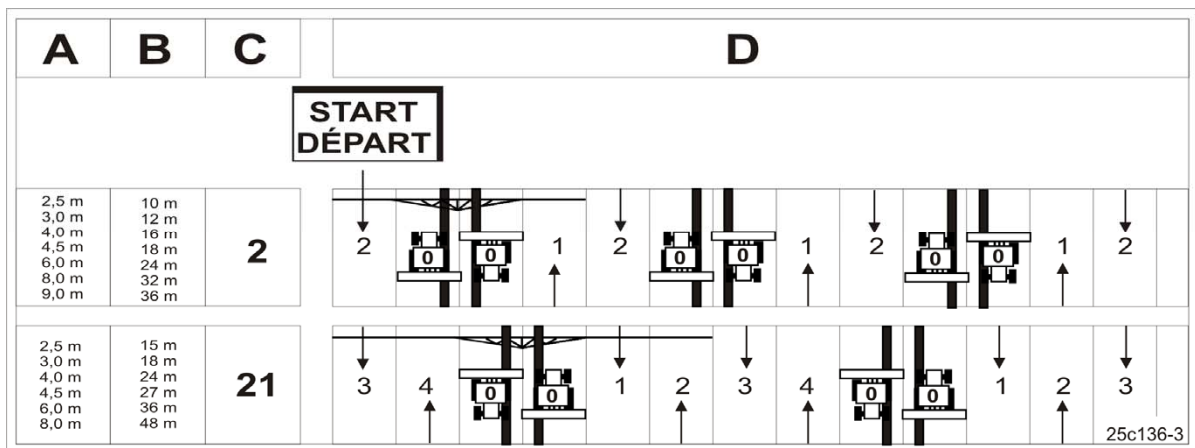 A B C D
START
DÉPART
2,5 m 10 m
3,0 m 12 m
4,0 m 16 m
4,5 m 18 m
6,0 m 24 m
8,0 m 32 m
9,0 m 36 m
2
2 0 0 1 2 0 0 1 2 0 0 1 2
2,5 m 15 m
3,0 m 18 m
4,0 m 24 m
4,5 m 27 m
6,0 m 36 m
8,0 m 48 m
21
3 4 0 0 1 2 3 4 0 0 1 2 3
25c136-3